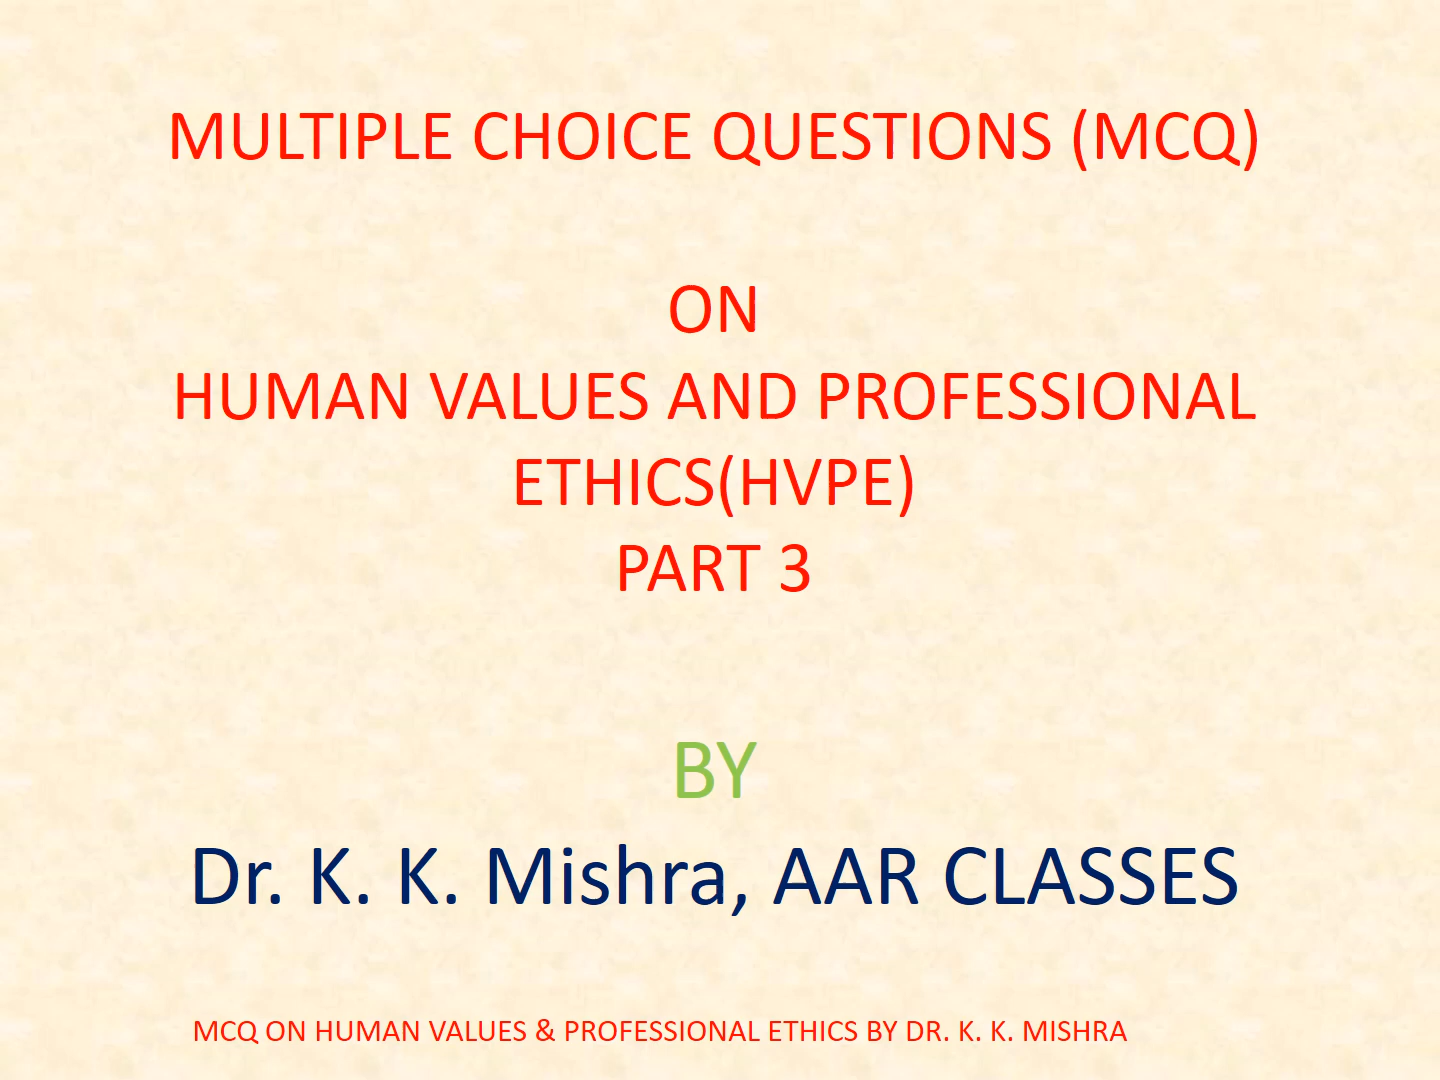 MULTIPLE CHOICE QUESTIONS (MCQ)
ON
HUMAN VALUES AND PROFESSIONAL
ETHICS(HVPE)
PART 3
BY
Dr. K. K. Mishra, AAR CLASSES
MCQ ON HUMAN VALUES & PROFESSIONAL ETHICS BY DR. K. K. MISHRA